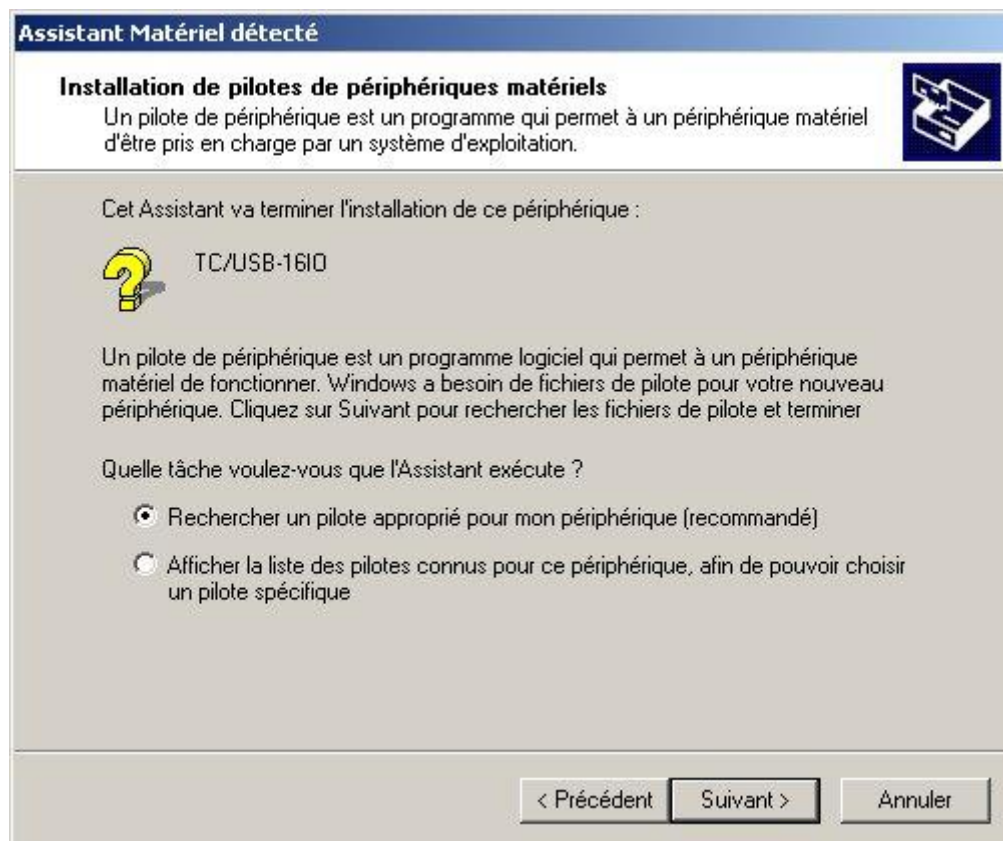 Assistant Matériel détecté
Installation de pilotes de périphériques matériels
Un pilote de périphérique est un programme qui permet à un périphérique matériel
d'être pris en charge par un système d'exploitation.
Cet Assistant va terminer l'installation de ce périphérique :
TC/USB-16IO
Un pilote de périphérique est un programme logiciel qui permet à un périphérique
matériel de fonctionner. Windows a besoin de fichiers de pilote pour votre nouveau
périphérique. Cliquez sur Suivant pour rechercher les fichiers de pilote et terminer
Quelle tâche voulez-vous que l'Assistant exécute ?
Rechercher un pilote approprié pour mon périphérique (recommandé)
Afficher la liste des pilotes connus pour ce périphérique, afin de pouvoir choisir
un pilote spécifique
< Précédent Suivant > Annuler